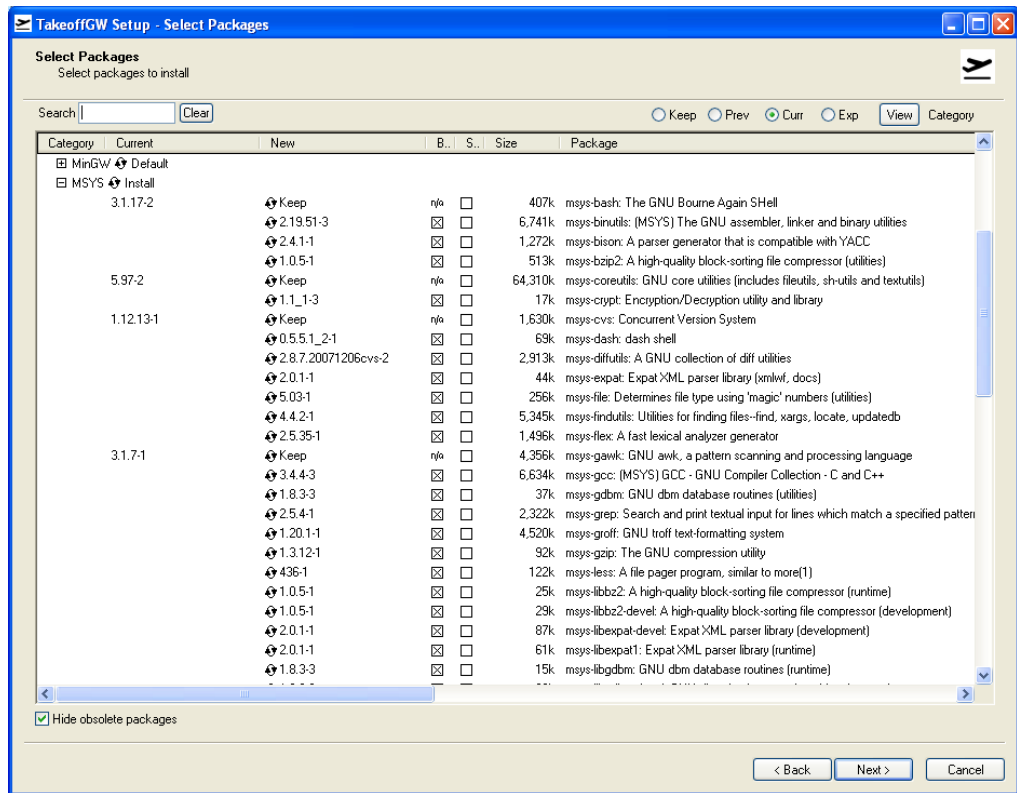 TakeoffGW Setup - Select Packages
Select Packages
Select packages to install
Search Clear Keep Prev Curr Exp View Category
Category Current New B.. S.. Size Package
MinGW Default
MSYS Install
3.1.17-2 Keep n/a 407k msys-bash: The GNU Bourne Again SHell
2.19.51-3 6,741k msys-binutils: (MSYS) The GNU assembler, linker and binary utilities
2.4.1-1 1,272k msys-bison: A parser generator that is compatible with YACC
1.0.5-1 513k msys-bzip2: A high-quality block-sorting file compressor (utilities)
5.97-2 Keep n/a 64,310k msys-coreutils: GNU core utilities (includes fileutils, sh-utils and textutils)
1.1_1-3 17k msys-crypt: Encryption/Decryption utility and library
1.12.13-1 Keep n/a 1,630k msys-cvs: Concurrent Version System
0.5.5.1_2-1 69k msys-dash: dash shell
2.8.7.20071206cvs-2 2,913k msys-diffutils: A GNU collection of diff utilities
2.0.1-1 44k msys-expat: Expat XML parser library (xmlwf, docs)
5.03-1 256k msys-file: Determines file type using 'magic' numbers (utilities)
4.4.2-1 5,345k msys-findutils: Utilities for finding files--find, xargs, locate, updatedb
2.5.35-1 1,496k msys-flex: A fast lexical analyzer generator
3.1.7-1 Keep n/a 4,356k msys-gawk: GNU awk, a pattern scanning and processing language
3.4.4-3 6,634k msys-gcc: (MSYS) GCC - GNU Compiler Collection - C and C++
1.8.3-3 37k msys-gdbm: GNU dbm database routines (utilities)
2.5.4-1 2,322k msys-grep: Search and print textual input for lines which match a specified pattern
1.20.1-1 4,520k msys-groff: GNU troff text-formatting system
1.3.12-1 92k msys-gzip: The GNU compression utility
436-1 122k msys-less: A file pager program, similar to more(1)
1.0.5-1 25k msys-libbz2: A high-quality block-sorting file compressor (runtime)
1.0.5-1 29k msys-libbz2-devel: A high-quality block-sorting file compressor (development)
2.0.1-1 87k msys-libexpat-devel: Expat XML parser library (development)
2.0.1-1 61k msys-libexpat1: Expat XML parser library (runtime)
1.8.3-3 15k msys-libgdbm: GNU dbm database routines (runtime)
Hide obsolete packages
< Back Next > Cancel